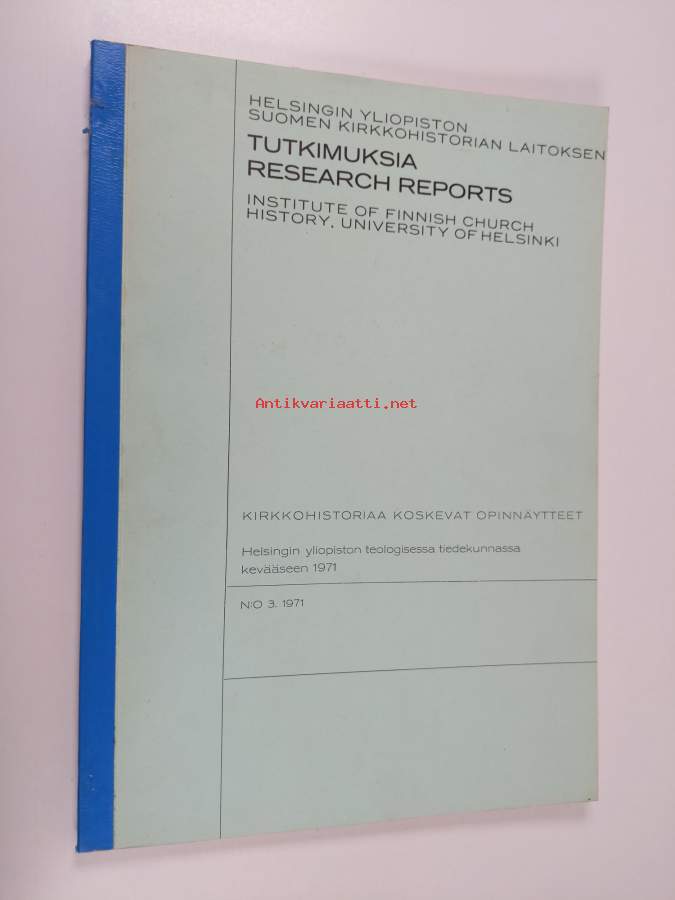 HELSINGIN YLIOPISTON
SUOMEN KIRKKOHISTORIAN LAITOKSEN
TUTKIMUKSIA
RESEARCH REPORTS
INSTITUTE OF FINNISH CHURCH
HISTORY. UNIVERSITY OF HELSINKI
Antikvariaatti.net
KIRKKOHISTORIAA KOSKEVAT OPINNÄYTTEET
Helsingin yliopiston teologisessa tiedekunnassa
kevääseen 1971
N:O 3. 1971